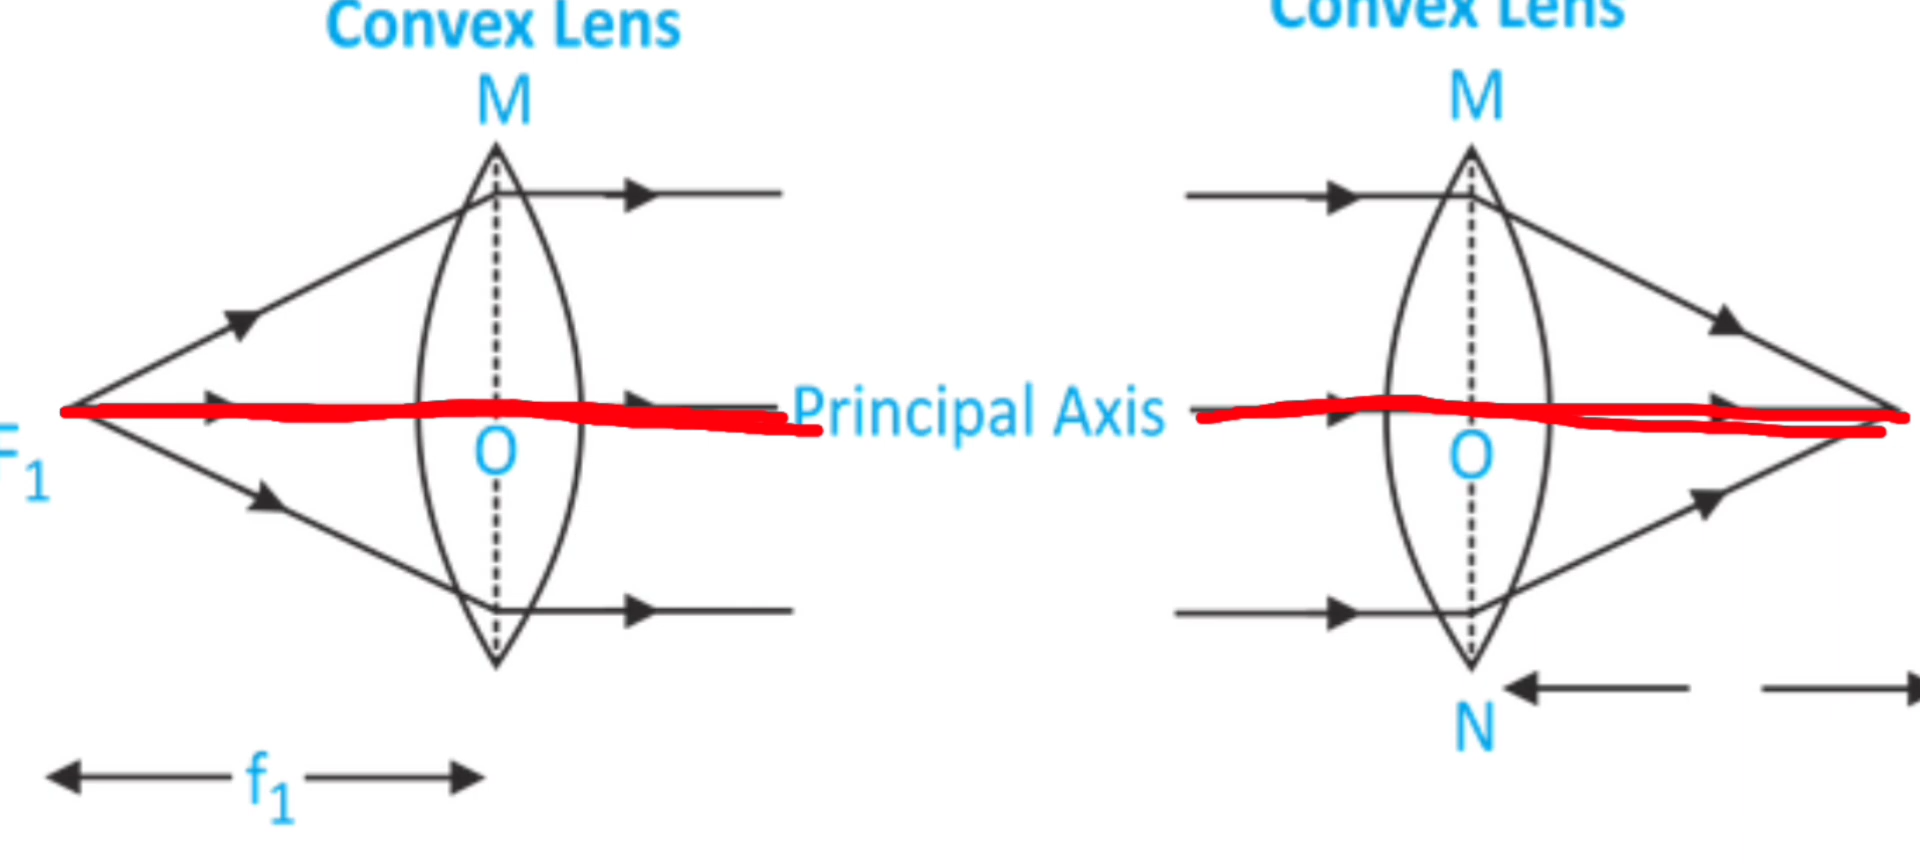 Convex Lens
Convex Lens
M
M
Principal Axis
O
O
F1
N
f1